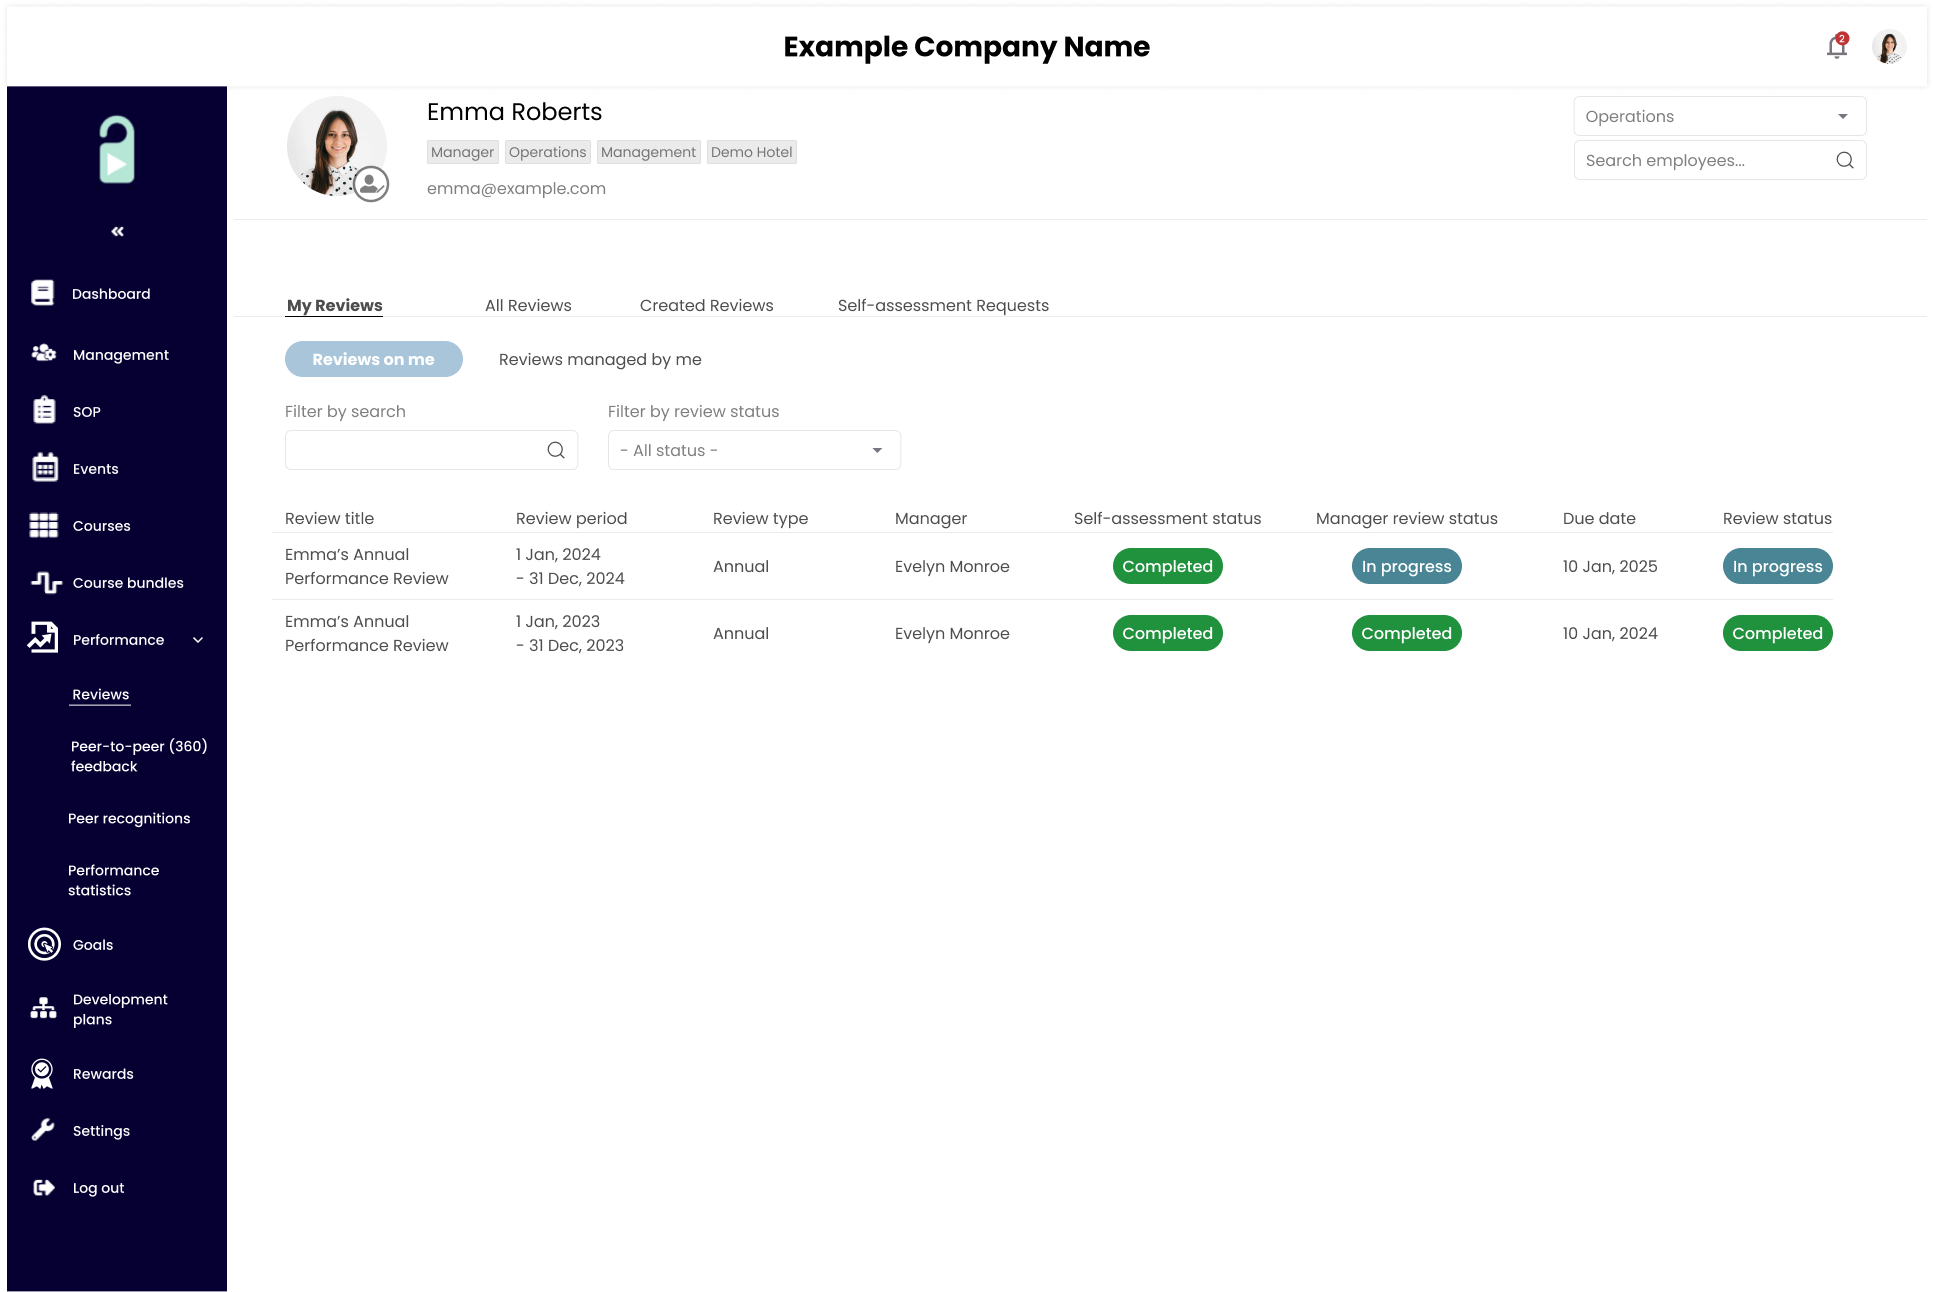 Example Company Name
2
Emma Roberts
Manager Operations Management Demo Hotel
emma@example.com
Operations
Search employees...
«
Dashboard
Management
SOP
Events
Courses
Course bundles
Performance
Reviews
Peer-to-peer (360)
feedback
Peer recognitions
Performance
statistics
Goals
Development
plans
Rewards
Settings
Log out
My Reviews All Reviews Created Reviews Self-assessment Requests
Reviews on me Reviews managed by me
Filter by search Filter by review status
- All status -
Review title Review period Review type Manager Self-assessment status Manager review status Due date Review status
Emma’s Annual 1 Jan, 2024
Performance Review - 31 Dec, 2024 Annual Evelyn Monroe Completed In progress 10 Jan, 2025 In progress
Emma’s Annual 1 Jan, 2023
Performance Review - 31 Dec, 2023 Annual Evelyn Monroe Completed Completed 10 Jan, 2024 Completed